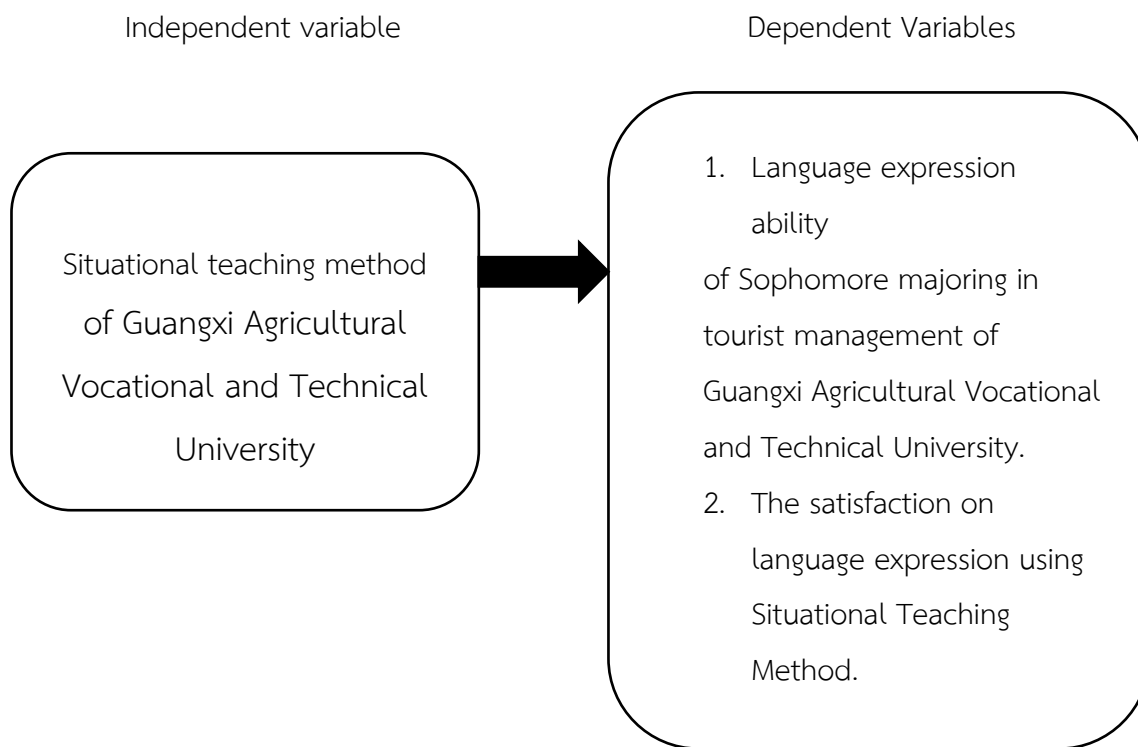 Independent variable
Dependent Variables
Situational teaching method
of Guangxi Agricultural
Vocational and Technical
University
1. Language expression
ability
of Sophomore majoring in
tourist management of
Guangxi Agricultural Vocational
and Technical University.
2. The satisfaction on
language expression using
Situational Teaching
Method.